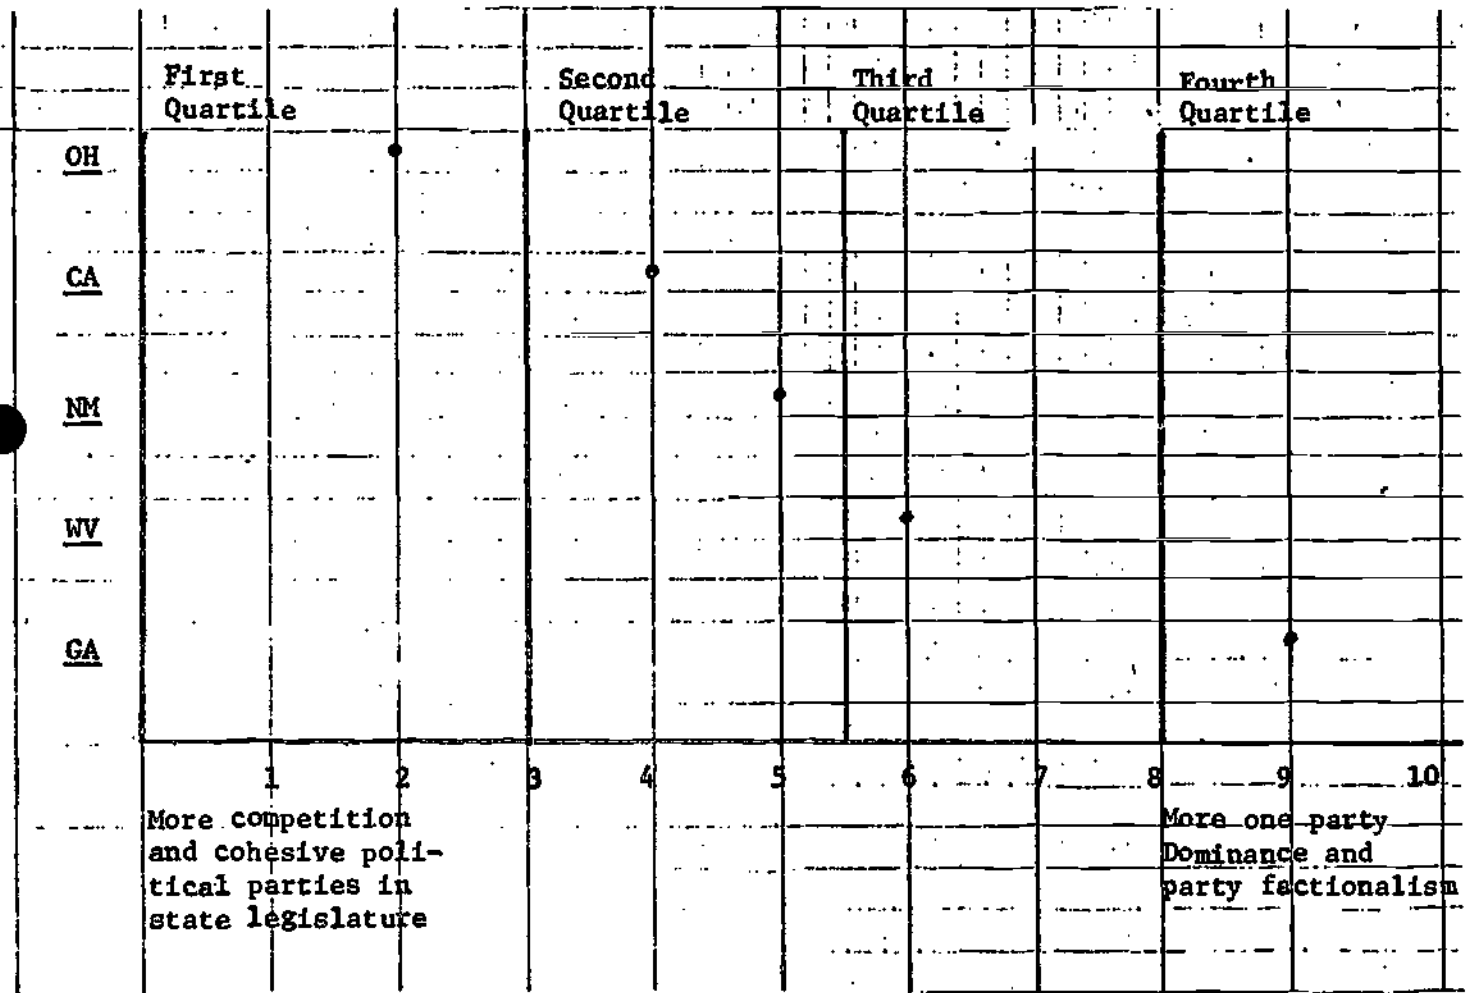 First
Quartile
Second
Quartile
Third
Quartile
Fourth
Quartile
OH
CA
NM
WV
GA
1 2 3 4 5 6 7 8 9 10
More competition
and cohesive poli-
tical parties in
state legislature
More one party
Dominance and
party factionalism